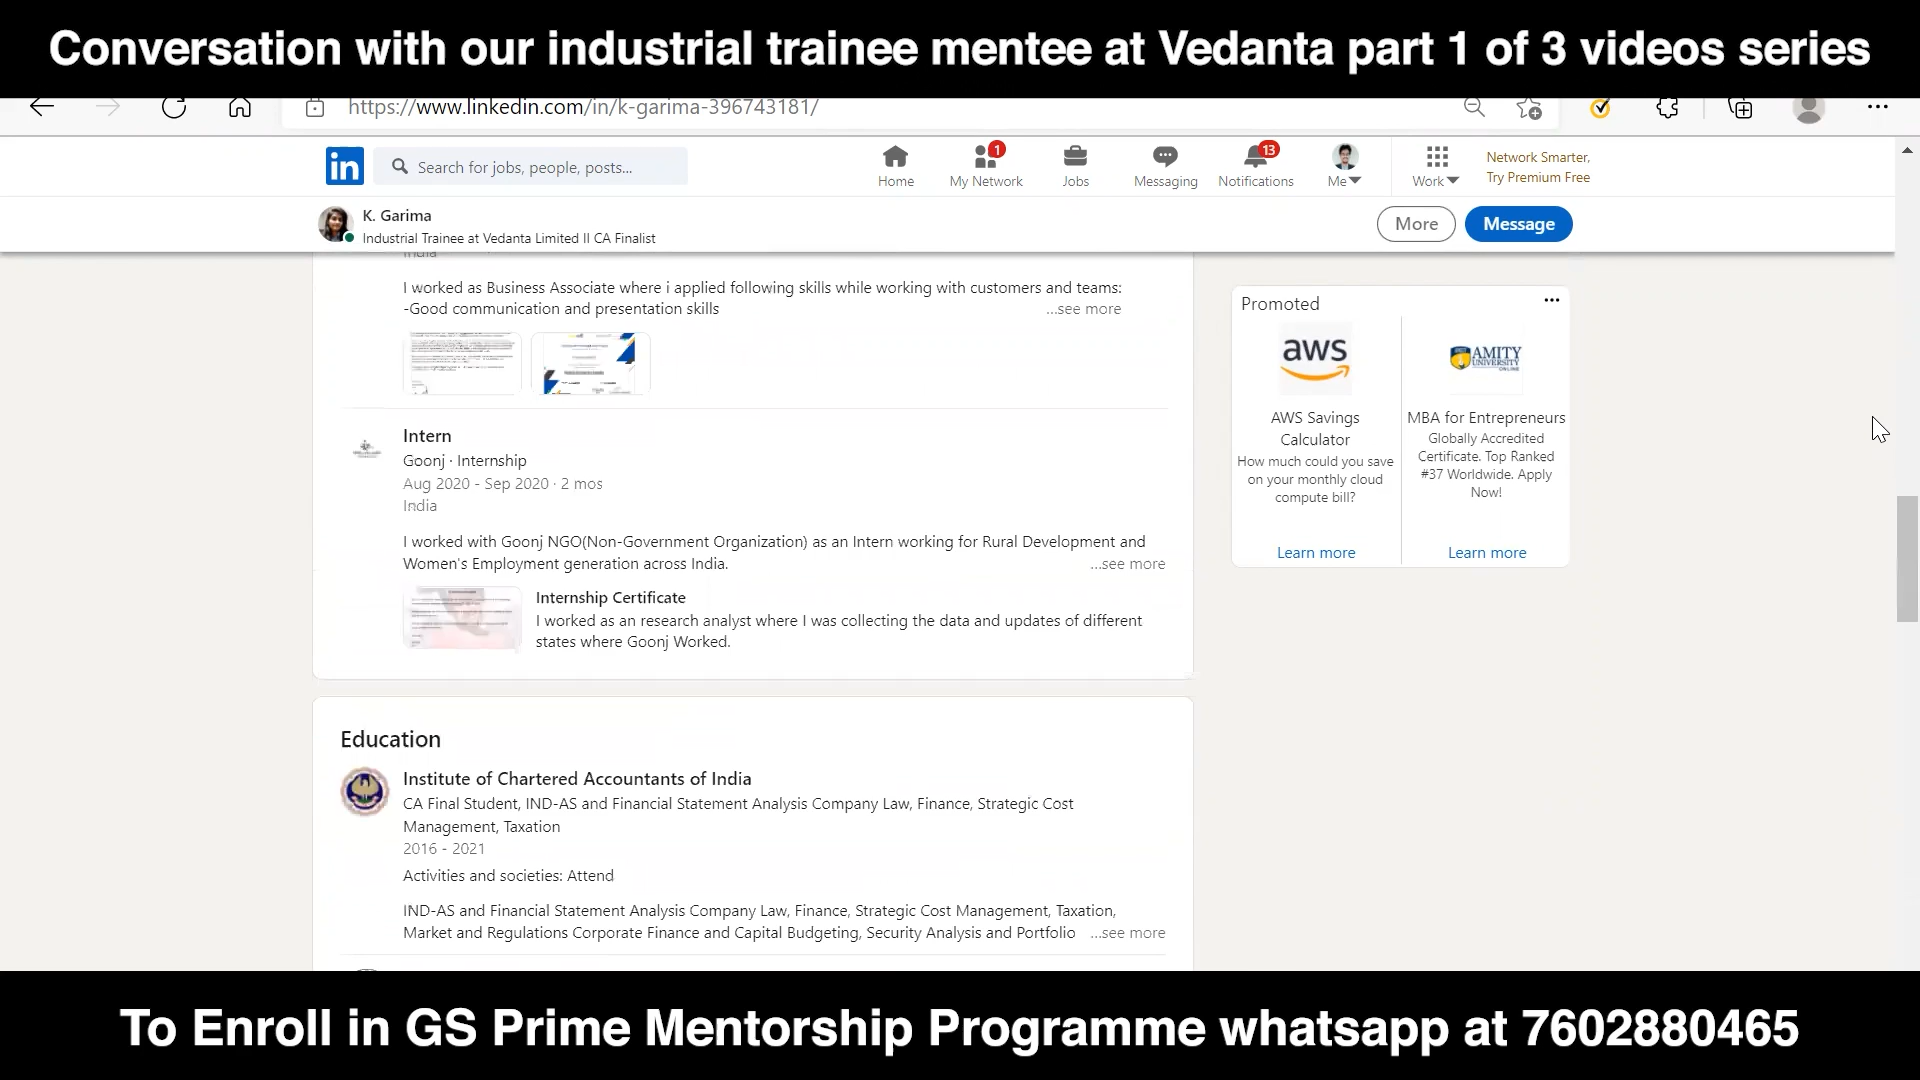 Conversation with our industrial trainee mentee at Vedanta part 1 of 3 videos series
https://www.linkedin.com/in/k-garima-396743181/
in
Search for jobs, people, posts...
Home
1
My Network
Jobs
Messaging
13
Notifications
Me
Work
Network Smarter,
Try Premium Free
K. Garima
Industrial Trainee at Vedanta Limited II CA Finalist
More
Message
India
I worked as Business Associate where i applied following skills while working with customers and teams:
-Good communication and presentation skills
...see more
Intern
Goonj · Internship
Aug 2020 - Sep 2020 · 2 mos
India
I worked with Goonj NGO(Non-Government Organization) as an Intern working for Rural Development and
Women's Employment generation across India.
...see more
Internship Certificate
I worked as an research analyst where I was collecting the data and updates of different
states where Goonj Worked.
Education
Institute of Chartered Accountants of India
CA Final Student, IND-AS and Financial Statement Analysis Company Law, Finance, Strategic Cost
Management, Taxation
2016 - 2021
Activities and societies: Attend
IND-AS and Financial Statement Analysis Company Law, Finance, Strategic Cost Management, Taxation,
Market and Regulations Corporate Finance and Capital Budgeting, Security Analysis and Portfolio
...see more
Promoted
aws
AWS Savings
Calculator
How much could you save
on your monthly cloud
compute bill?
Learn more
AMITY
UNIVERSITY
ONLINE
MBA for Entrepreneurs
Globally Accredited
Certificate. Top Ranked
#37 Worldwide. Apply
Now!
Learn more
To Enroll in GS Prime Mentorship Programme whatsapp at 7602880465